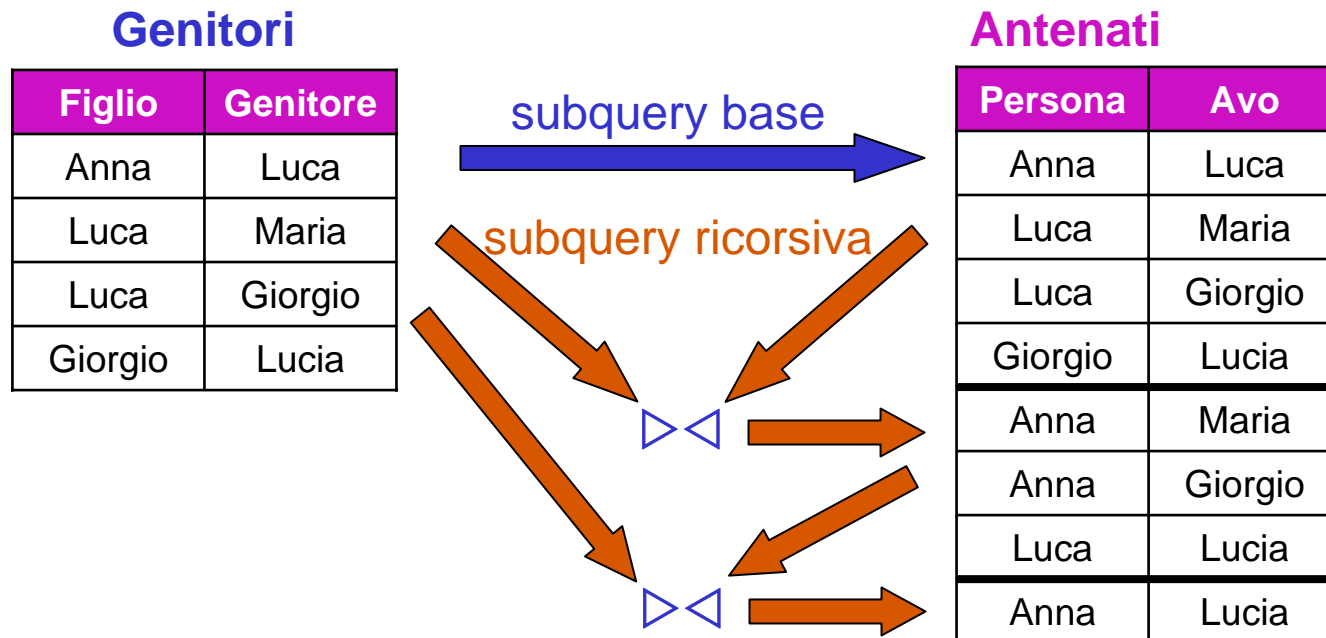 Genitori
Figlio Genitore
Anna Luca
Luca Maria
Luca Giorgio
Giorgio Lucia
subquery base
subquery ricorsiva
Antenati
Persona Avo
Anna Luca
Luca Maria
Luca Giorgio
Giorgio Lucia
Anna Maria
Anna Giorgio
Luca Lucia
Anna Lucia